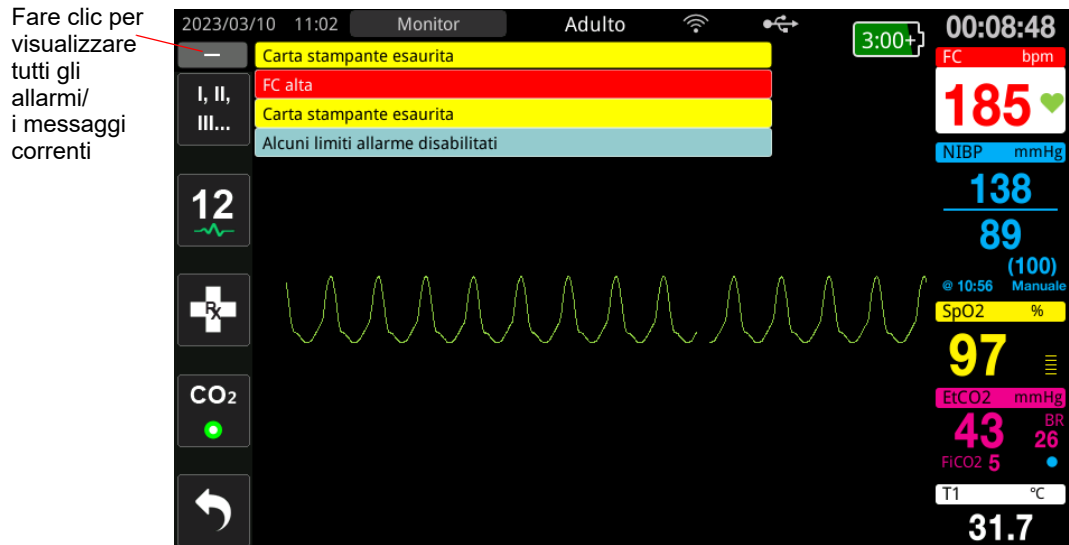 Fare clic per
visualizzare
tutti gli
allarmi/
i messaggi
correnti
2023/03/10 11:02 Monitor Adulto 3:00+ 00:08:48
Carta stampante esaurita
FC alta
Carta stampante esaurita
Alcuni limiti allarme disabilitati
I, II,
III...
12
Rx
CO2
FC bpm
185
NIBP mmHg
138
89
(100)
@ 10:56 Manuale
SpO2 %
97
EtCO2 mmHg
43 BR
26
FiCO2 5
T1 °C
31.7